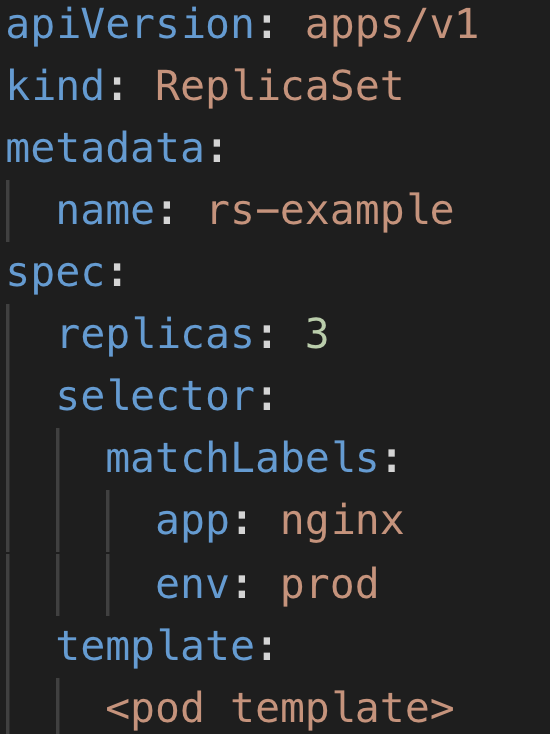 apiVersion: apps/v1
kind: ReplicaSet
metadata:
  name: rs-example
spec:
  replicas: 3
  selector:
    matchLabels:
      app: nginx
      env: prod
  template:
    <pod template>